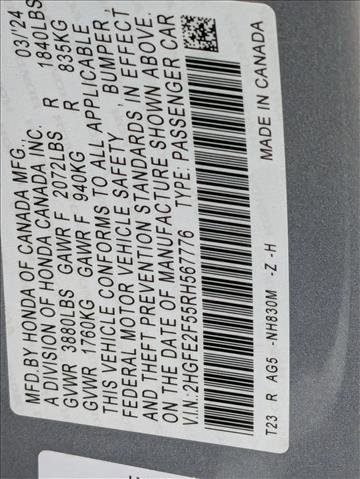 MFD.BY HONDA OF CANADA MFG., 03/'24
A DIVISION OF HONDA CANADA INC.
GVWR 3880LBS GAWR F 2072LBS R 1840LBS
GVWR 1760KG GAWR F 940KG R 835KG
THIS VEHICLE CONFORMS TO ALL APPLICABLE
FEDERAL MOTOR VEHICLE SAFETY, BUMPER,
AND THEFT PREVENTION STANDARDS IN EFFECT
ON THE DATE OF MANUFACTURE SHOWN ABOVE.
V.I.N.:2HGFE2F55RH567776 TYPE: PASSENGER CAR
T23 R AG5 -NH830M -Z -H MADE IN CANADA